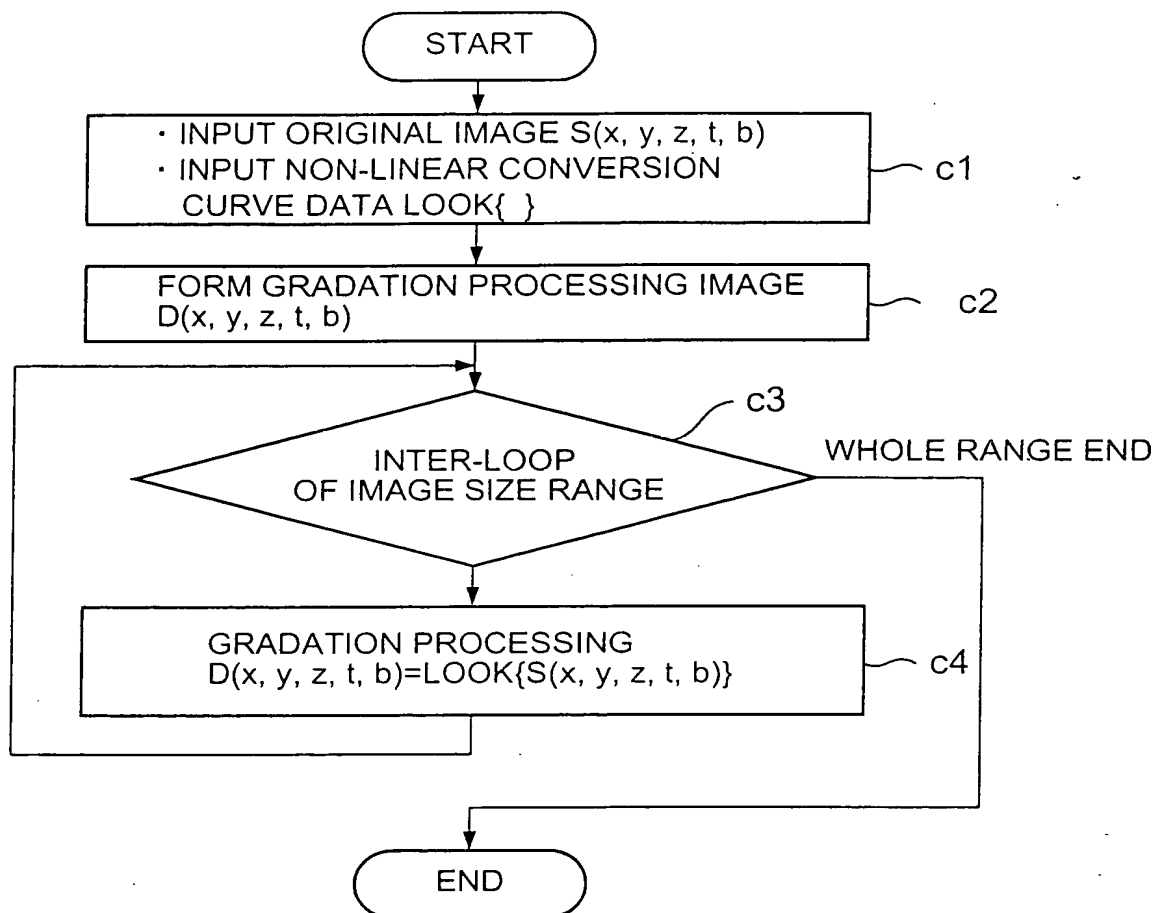 START
· INPUT ORIGINAL IMAGE S(x, y, z, t, b)
· INPUT NON-LINEAR CONVERSION
CURVE DATA LOOK{ }
c1
FORM GRADATION PROCESSING IMAGE
D(x, y, z, t, b)
c2
c3
INTER-LOOP
OF IMAGE SIZE RANGE
WHOLE RANGE END
GRADATION PROCESSING
D(x, y, z, t, b)=LOOK{S(x, y, z, t, b)}
c4
END